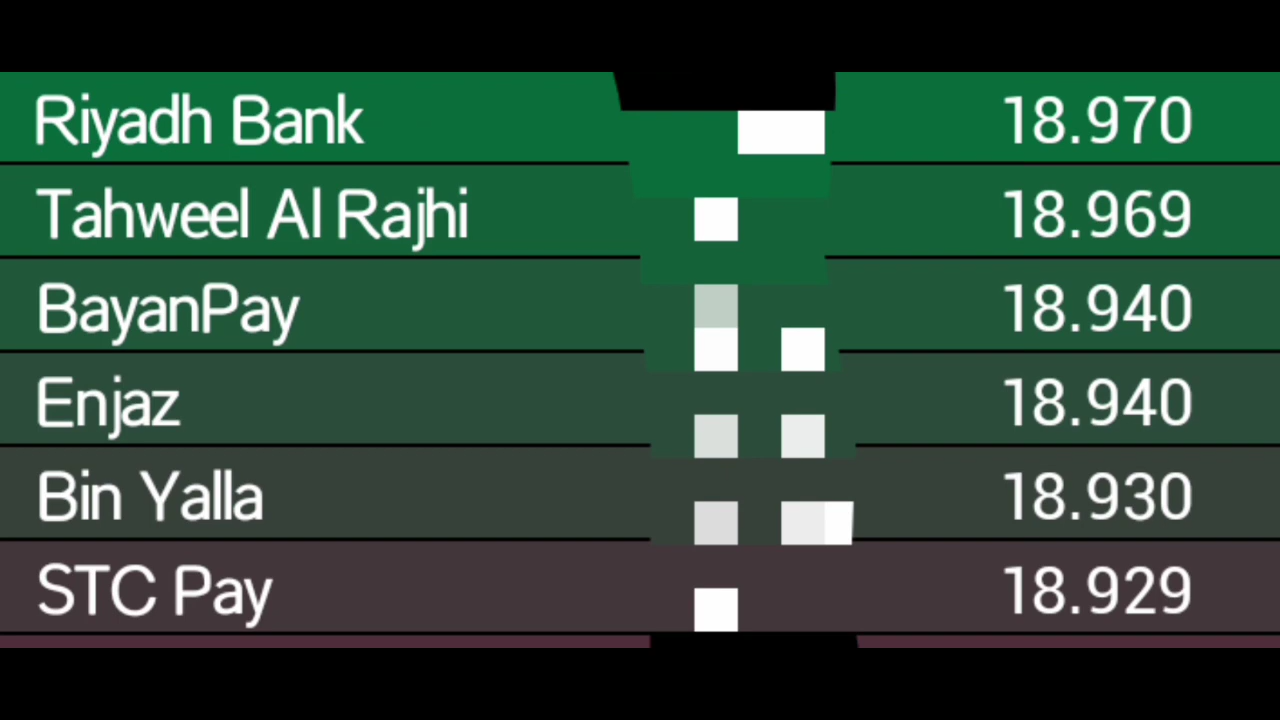 Riyadh Bank 18.970
Tahweel Al Rajhi 18.969
BayanPay 18.940
Enjaz 18.940
Bin Yalla 18.930
STC Pay 18.929